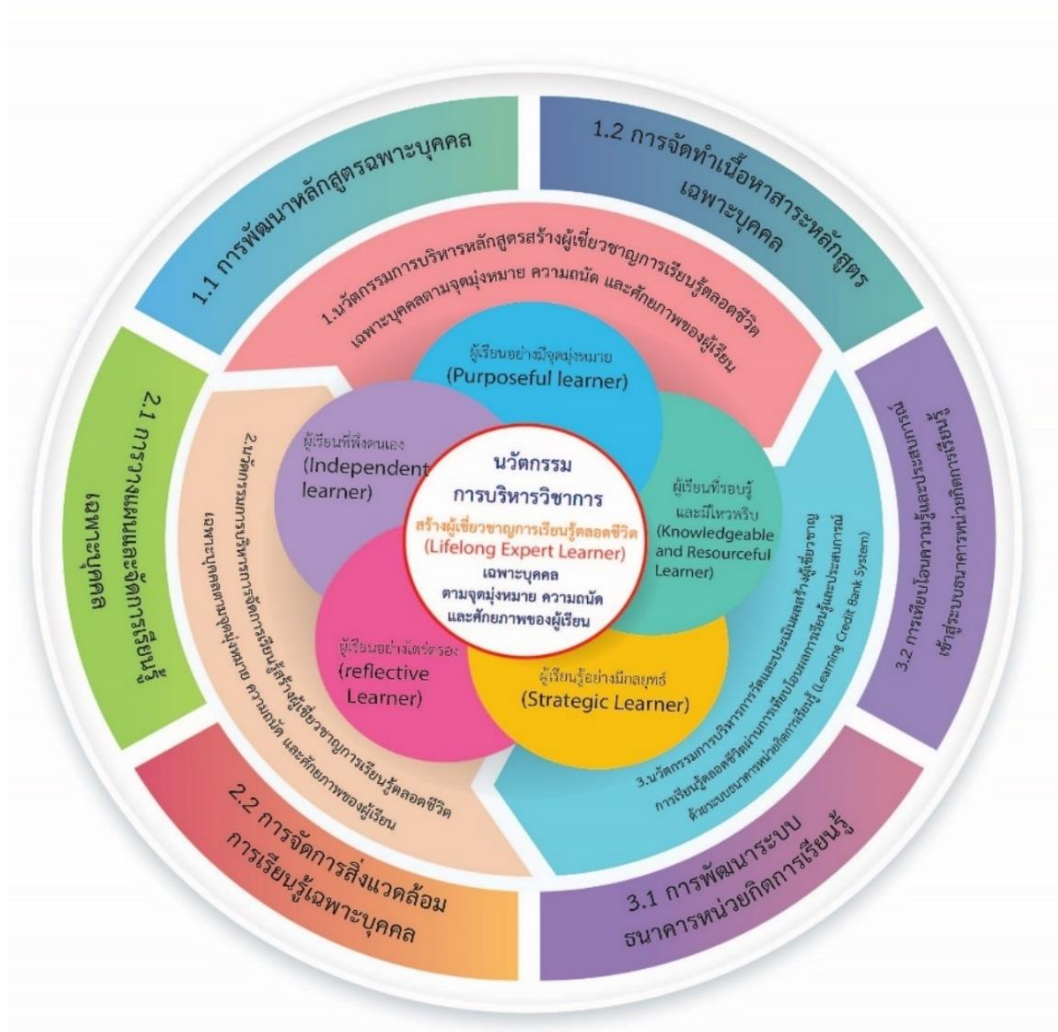 1.1 การพัฒนาหลักสูตรฉพาะบุคคล
1.2 การจัดทำเนื้อหาสาระหลักสูตร
เฉพาะบุคคล
1.นวัตกรรมการบริหารหลักสูตรสร้างผู้เชี่ยวชาญการเรียนรู้ตลอดชีวิต
เฉพาะบุคคลตามจุดมุ่งหมาย ความถนัด และศักยภาพของผู้เรียน
ผู้เรียนอย่างมีจุดมุ่งหมาย
(Purposeful learner)
ผู้เรียนที่พึ่งตนเอง
(Independent
learner)
นวัตกรรม
การบริหารวิชาการ
สร้างผู้เชี่ยวชาญการเรียนรู้ตลอดชีวิต
(Lifelong Expert Learner)
เฉพาะบุคคล
ตามจุดมุ่งหมาย ความถนัด
และศักยภาพของผู้เรียน
ผู้เรียนที่รอบรู้
และมีไหวพริบ
(Knowledgeable
and Resourceful
Learner)
ผู้เรียนอย่างไตร่ตรอง
(reflective
Learner)
ผู้เรียนรู้อย่างมีกลยุทธ์
(Strategic Learner)
2.1 การวางแผนและจัดการเรียนรู้
เฉพาะบุคคล
2.นวัตกรรมการบริหารการจัดการเรียนรู้สร้างผู้เชี่ยวชาญการเรียนรู้ตลอดชีวิต
เฉพาะบุคคลตามจุดมุ่งหมาย ความถนัด และศักยภาพของผู้เรียน
2.2 การจัดการสิ่งแวดล้อม
การเรียนรู้เฉพาะบุคคล
3.นวัตกรรมการบริหารการวัดและประเมินผลสร้างผู้เชี่ยวชาญ
การเรียนรู้ตลอดชีวิตผ่านการเทียบโอนผลการเรียนรู้และประสบการณ์
ด้วยระบบธนาคารหน่วยกิตการเรียนรู้ (Learning Credit Bank System)
3.1 การพัฒนาระบบ
ธนาคารหน่วยกิตการเรียนรู้
3.2 การเทียบโอนความรู้และประสบการณ์
เข้าสู่ระบบธนาคารหน่วยกิตการเรียนรู้